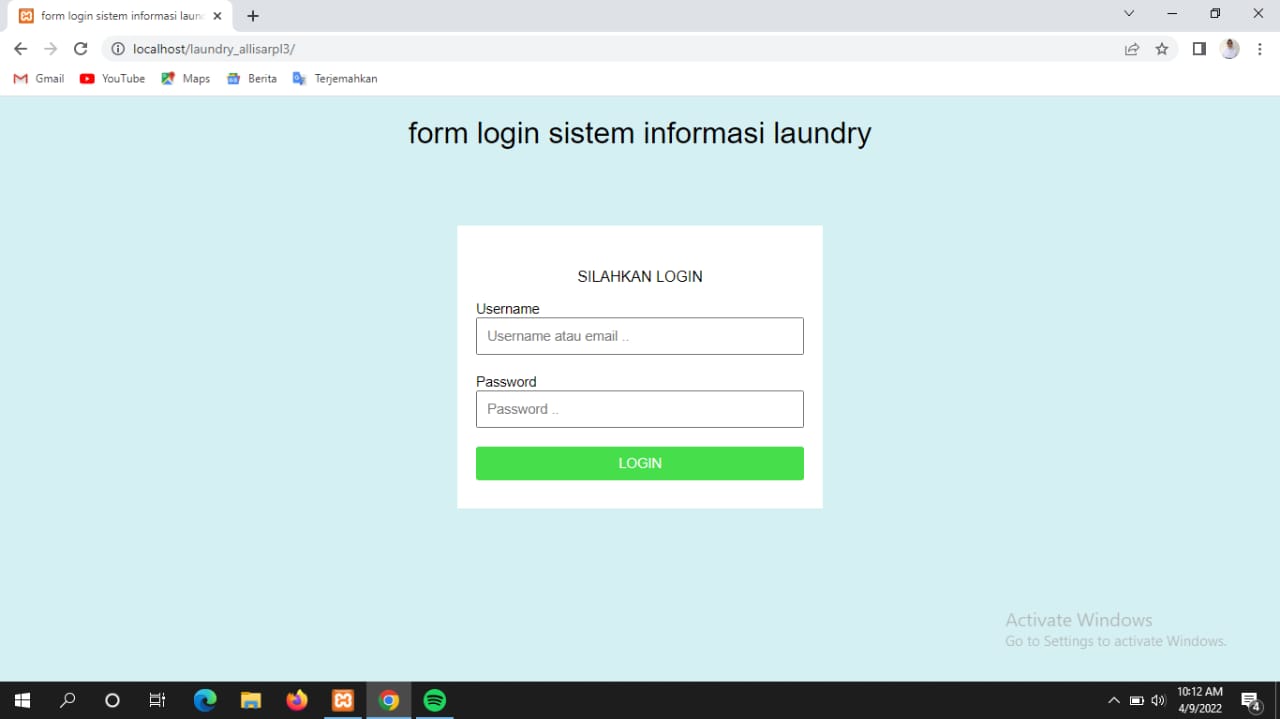 form login sistem informasi laun
localhost/laundry_allisarpl3/
Gmail YouTube Maps Berita Terjemahkan
form login sistem informasi laundry
SILAHKAN LOGIN
Username
Username atau email ..
Password
Password ..
LOGIN
Activate Windows
Go to Settings to activate Windows.
10:12 AM
4/9/2022
4